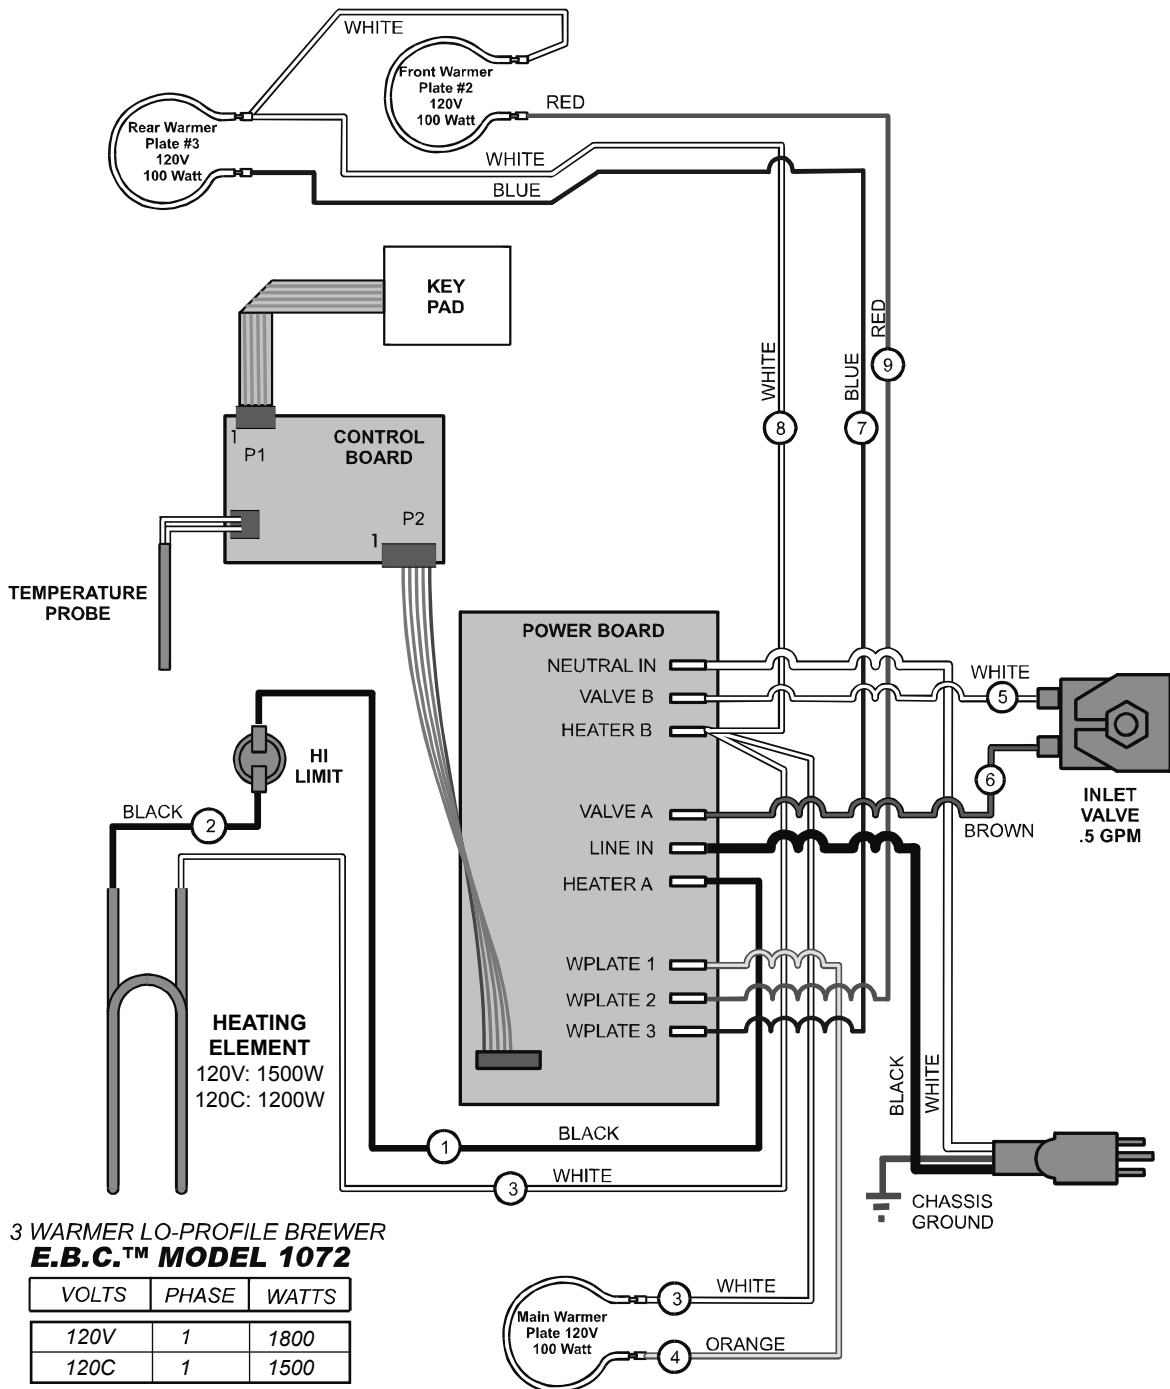 WHITE
Front Warmer
Plate #2
120V
100 Watt
RED
Rear Warmer
Plate #3
120V
100 Watt
WHITE
BLUE
KEY
PAD
RED
9
WHITE
BLUE
8
7
1
P1
CONTROL
BOARD
P2
1
TEMPERATURE
PROBE
POWER BOARD
NEUTRAL IN
VALVE B
HEATER B
VALVE A
LINE IN
HEATER A
WPLATE 1
WPLATE 2
WPLATE 3
WHITE
5
6
BROWN
INLET
VALVE
.5 GPM
HI
LIMIT
BLACK
2
HEATING
ELEMENT
120V: 1500W
120C: 1200W
BLACK
WHITE
1
BLACK
3
WHITE
CHASSIS
GROUND
3 WARMER LO-PROFILE BREWER
E.B.C.™ MODEL 1072
VOLTS PHASE WATTS
120V 1 1800
120C 1 1500
Main Warmer
Plate 120V
100 Watt
3
WHITE
4
ORANGE